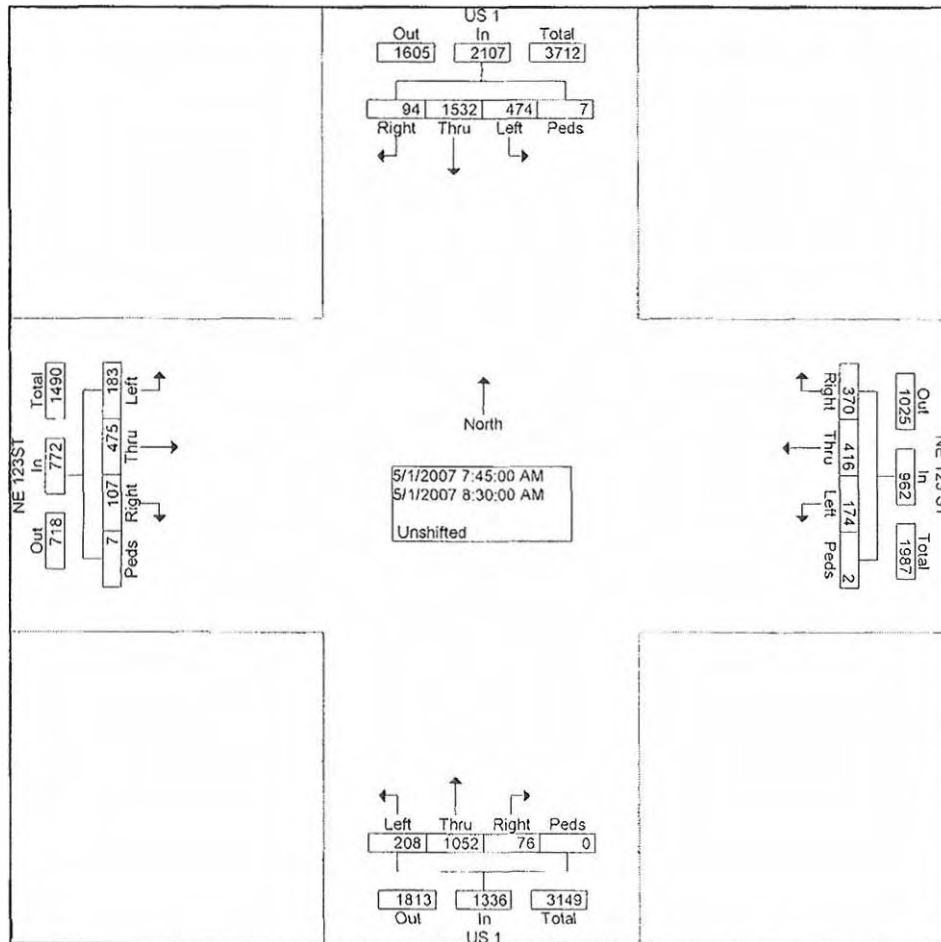 US 1
Out In Total
1605 2107 3712
94 1532 474 7
Right Thru Left Peds
NE 123ST
Total In Out
1490 772 718
183 475 107 7
Left Thru Right Peds
North
5/1/2007 7:45:00 AM
5/1/2007 8:30:00 AM
Unshifted
Right Thru Left Peds
370 416 174 2
Out In Total
1025 962 1987
NE 123 ST
Left Thru Right Peds
208 1052 76 0
1813 1336 3149
Out In Total
US 1